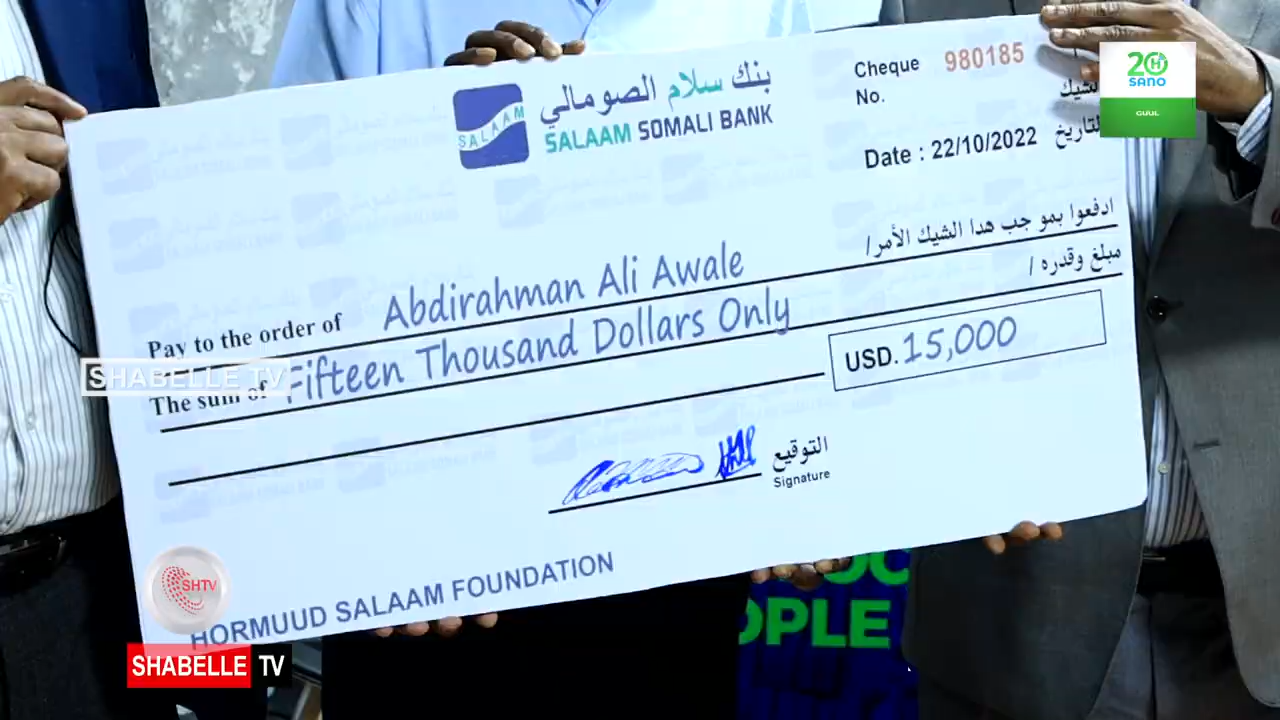 بنك سلام الصومالي
SALAAM
SALAAM SOMALI BANK
Cheque 980185
No.
الشيك
Date : 22/10/2022 التاريخ
20 H
SANO
GUUL
Pay to the order of Abdirahman Ali Awale ادفعوا بمو جب هدا الشيك الأمر/
The sum of Fifteen Thousand Dollars Only مبلغ وقدره /
USD. 15,000
التوقيع
Signature
HORMUUD SALAAM FOUNDATION
SHABELLE TV
SHTV
SHABELLE TV
OPLE